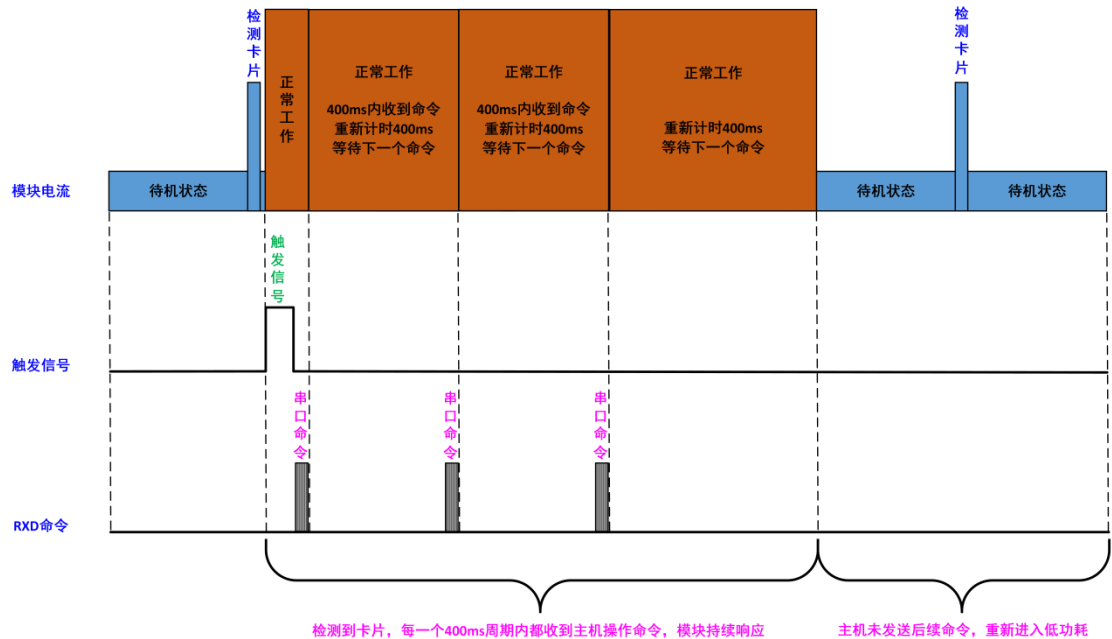 检测卡片
检测卡片
正常工作
正常工作
400ms内收到命令
重新计时400ms
等待下一个命令
正常工作
400ms内收到命令
重新计时400ms
等待下一个命令
正常工作
重新计时400ms
等待下一个命令
模块电流
待机状态
待机状态
待机状态
触发信号
触发信号
串口命令
串口命令
串口命令
RXD命令
检测到卡片，每一个400ms周期内都收到主机操作命令，模块持续响应
主机未发送后续命令，重新进入低功耗